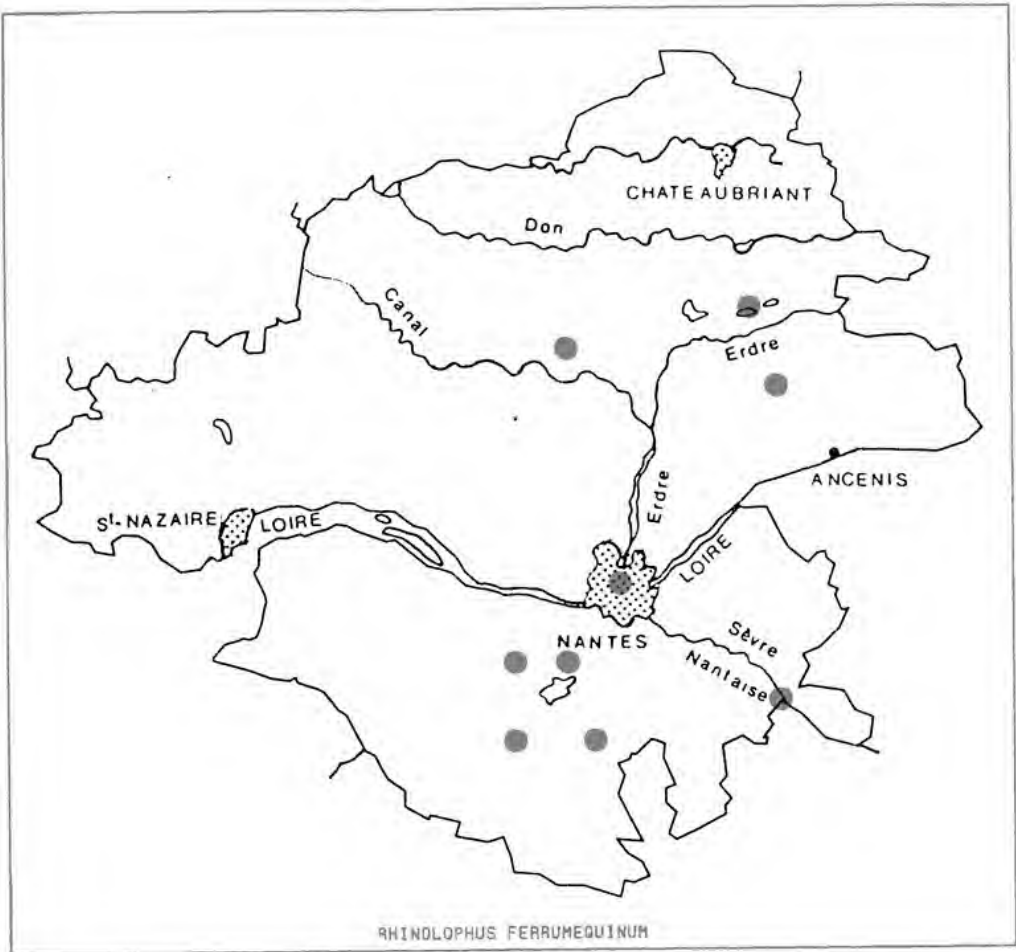 CHATEAUBRIANT
Don
Canal
Erdre
ANCENIS
Erdre
St-NAZAIRE
LOIRE
LOIRE
NANTES
Sèvre
Nantaise
RHINOLOPHUS FERRUMEQUINUM